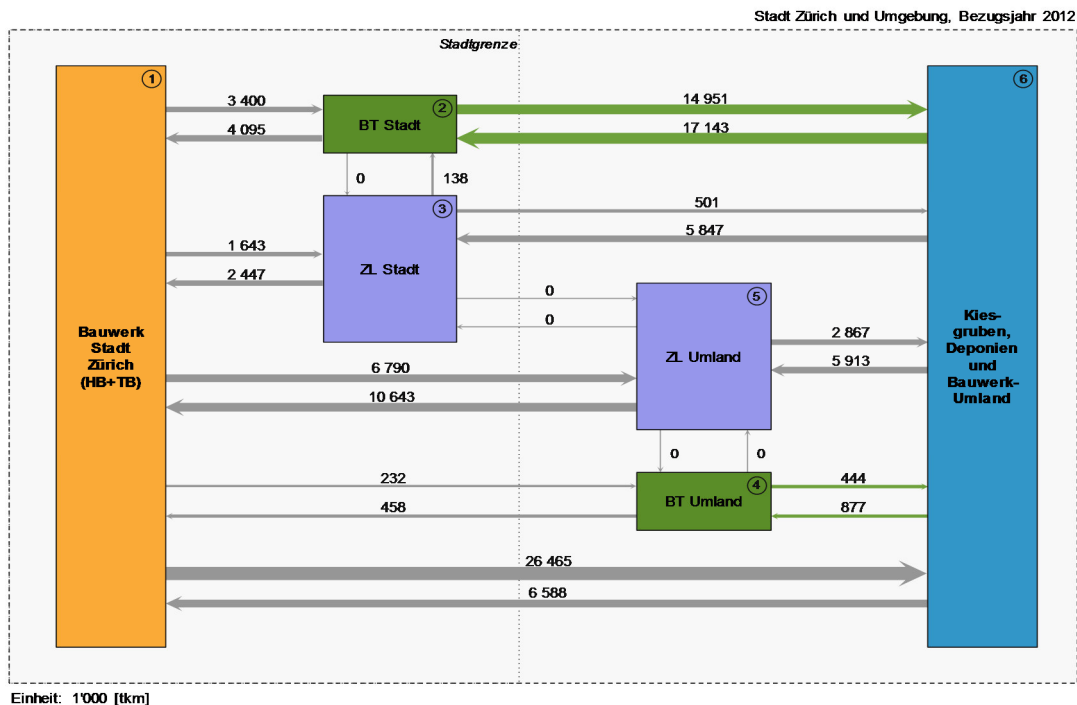 Stadt Zürich und Umgebung, Bezugsjahr 2012
Stadtgrenze
1
Bauwerk
Stadt
Zürich
(HB+TB)
3 400
4 095
2
BT Stadt
14 951
17 143
0
138
3
ZL Stadt
501
5 847
1 643
2 447
0
0
5
ZL Umland
2 867
5 913
6 790
10 643
0
0
4
BT Umland
232
458
444
877
26 465
6 588
6
Kies-
gruben,
Deponien
und
Bauwerk-
Umland
Einheit: 1'000 [tkm]